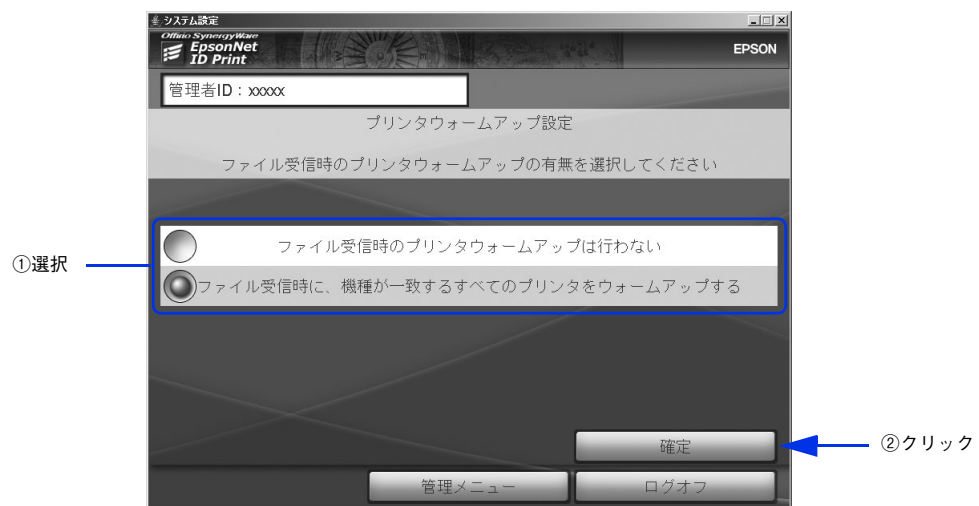 システム設定
Offirio SynergyWare
EpsonNet
ID Print
EPSON
管理者ID：xxxxx
プリンタウォームアップ設定
ファイル受信時のプリンタウォームアップの有無を選択してください
ファイル受信時のプリンタウォームアップは行わない
①選択
ファイル受信時に、機種が一致するすべてのプリンタをウォームアップする
確定
②クリック
管理メニュー
ログオフ